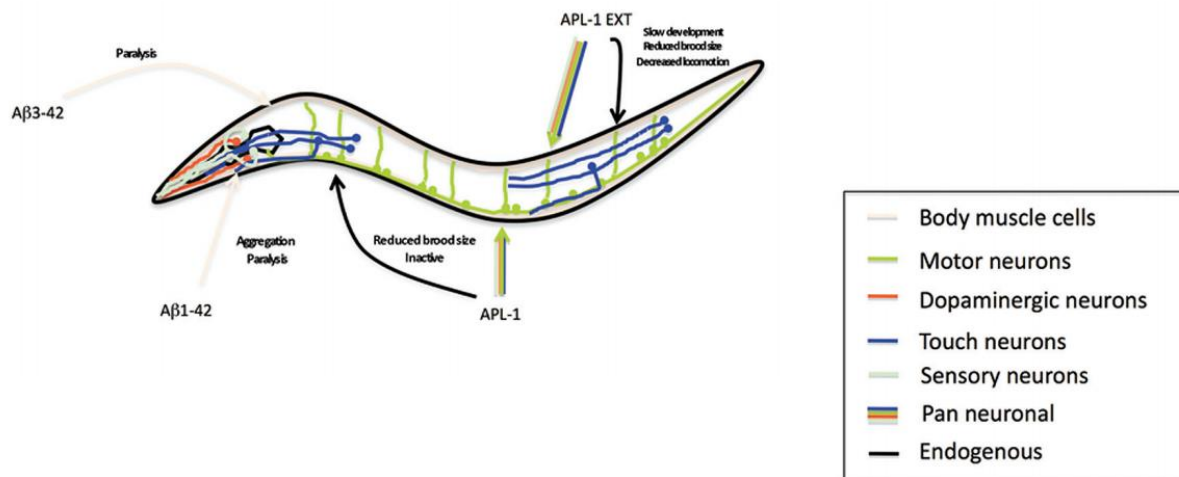 APL-1 EXT
Slow development
Reduced brood size
Decreased locomotion
Paralysis
Aβ3-42
Aggregation
Paralysis
Reduced brood size
Inactive
Aβ1-42
APL-1
Body muscle cells
Motor neurons
Dopaminergic neurons
Touch neurons
Sensory neurons
Pan neuronal
Endogenous